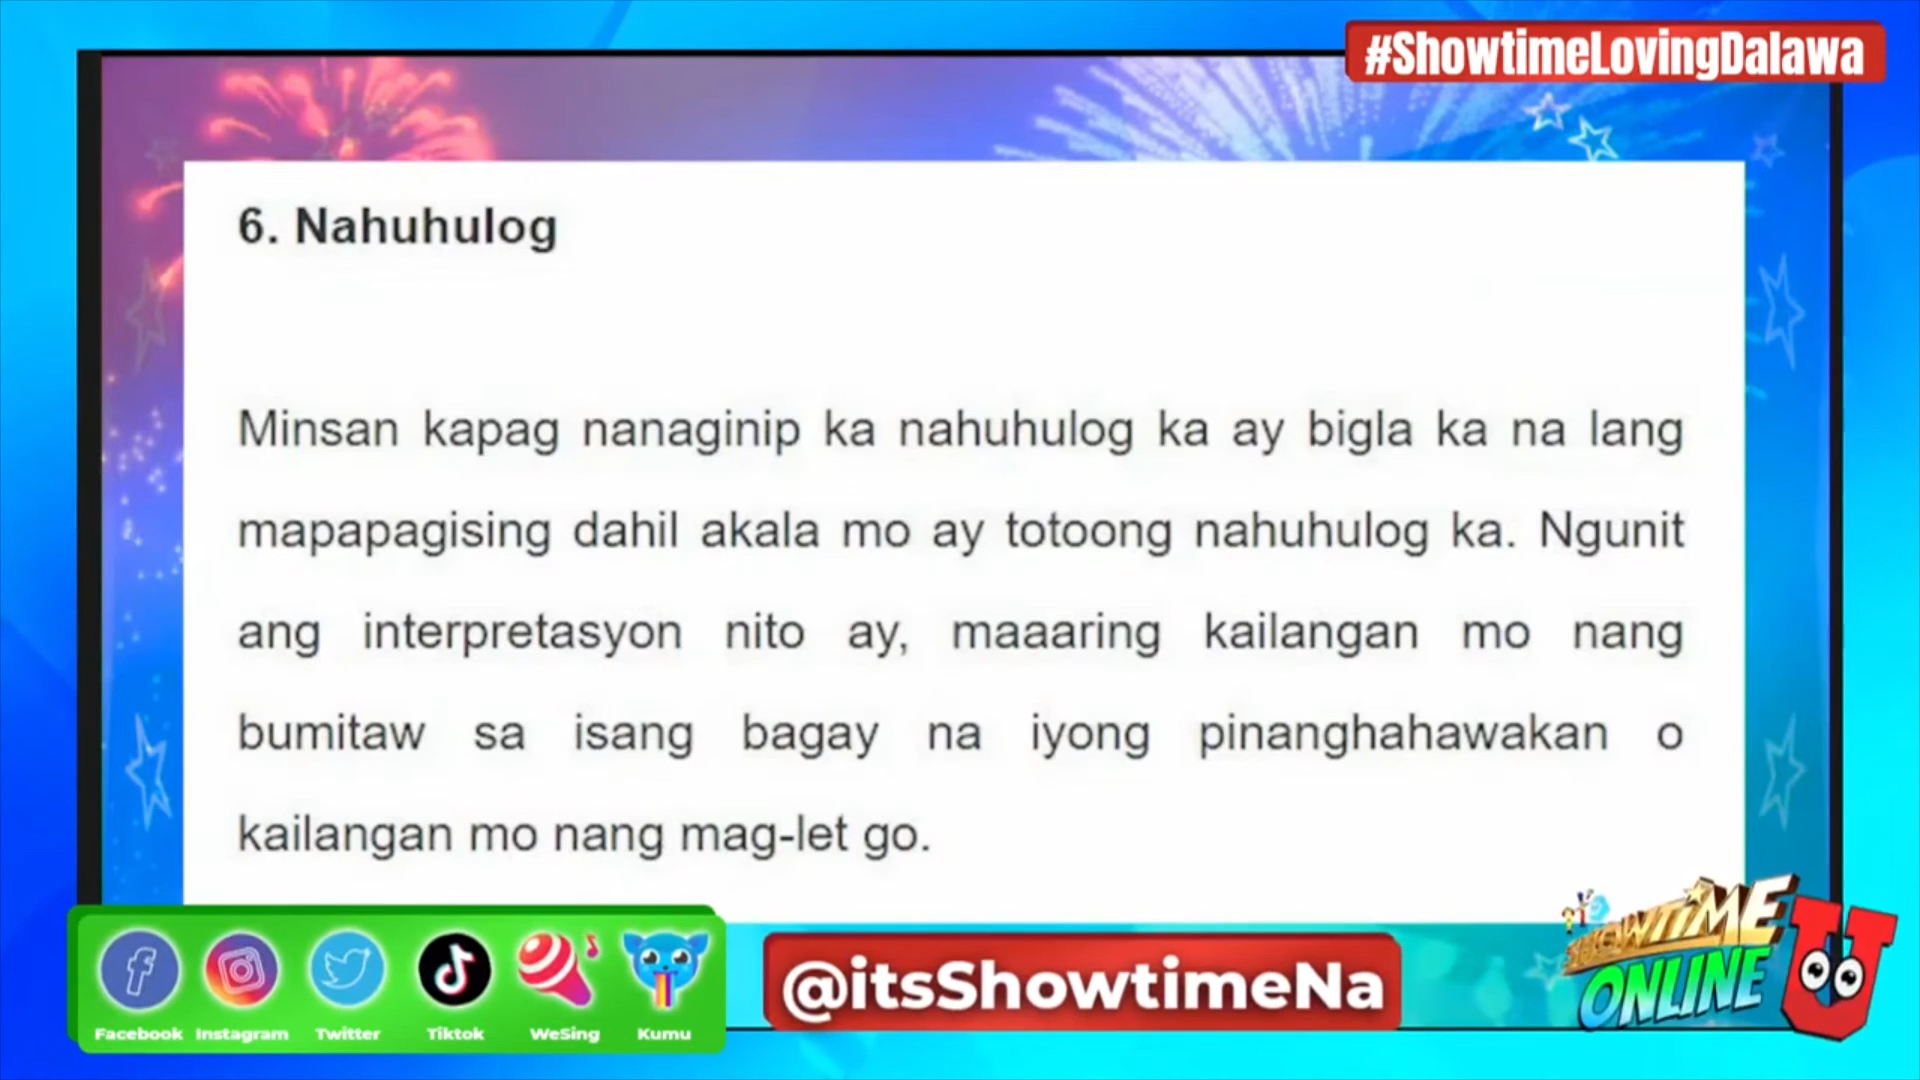 #ShowtimeLovingDalawa
6. Nahuhulog
Minsan kapag nanaginip ka nahuhulog ka ay bigla ka na lang
mapapagising dahil akala mo ay totoong nahuhulog ka. Ngunit
ang interpretasyon nito ay, maaaring kailangan mo nang
bumitaw sa isang bagay na iyong pinanghahawakan o
kailangan mo nang mag-let go.
Facebook Instagram Twitter Tiktok WeSing Kumu
@itsShowtimeNa
SHOWTIME
ONLINE U